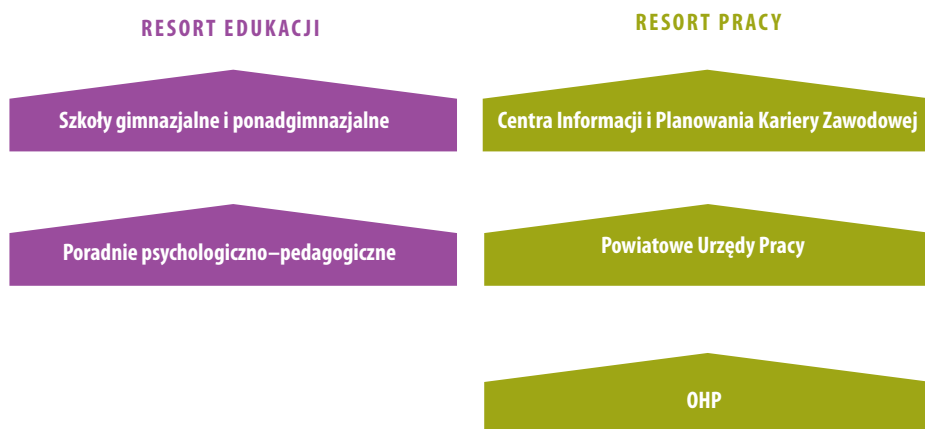 RESORT EDUKACJI
Szkoły gimnazjalne i ponadgimnazjalne
Poradnie psychologiczno–pedagogiczne
RESORT PRACY
Centra Informacji i Planowania Kariery Zawodowej
Powiatowe Urzędy Pracy
OHP